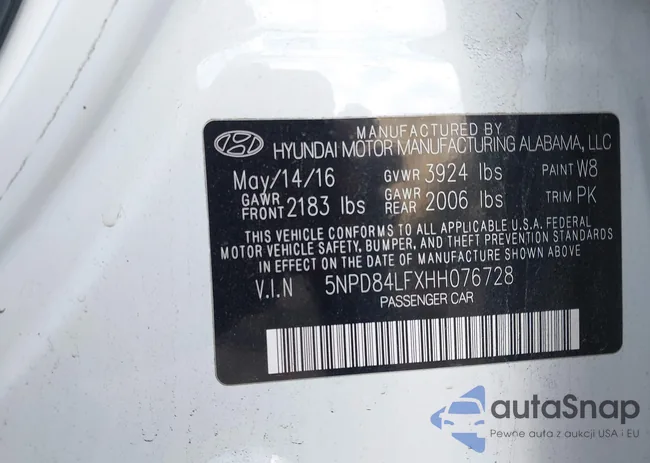 MANUFACTURED BY
HYUNDAI MOTOR MANUFACTURING ALABAMA, LLC
May/14/16 GVWR 3924 lbs PAINT W8
GAWR FRONT 2183 lbs GAWR REAR 2006 lbs TRIM PK
THIS VEHICLE CONFORMS TO ALL APPLICABLE U.S.A. FEDERAL
MOTOR VEHICLE SAFETY, BUMPER, AND THEFT PREVENTION
STANDARDS IN EFFECT ON THE DATE OF MANUFACTURE SHOWN ABOVE.
V.I.N 5NPD84LFXHH076728
PASSENGER CAR
autaSnap
Pewne auta z aukcji USA i EU